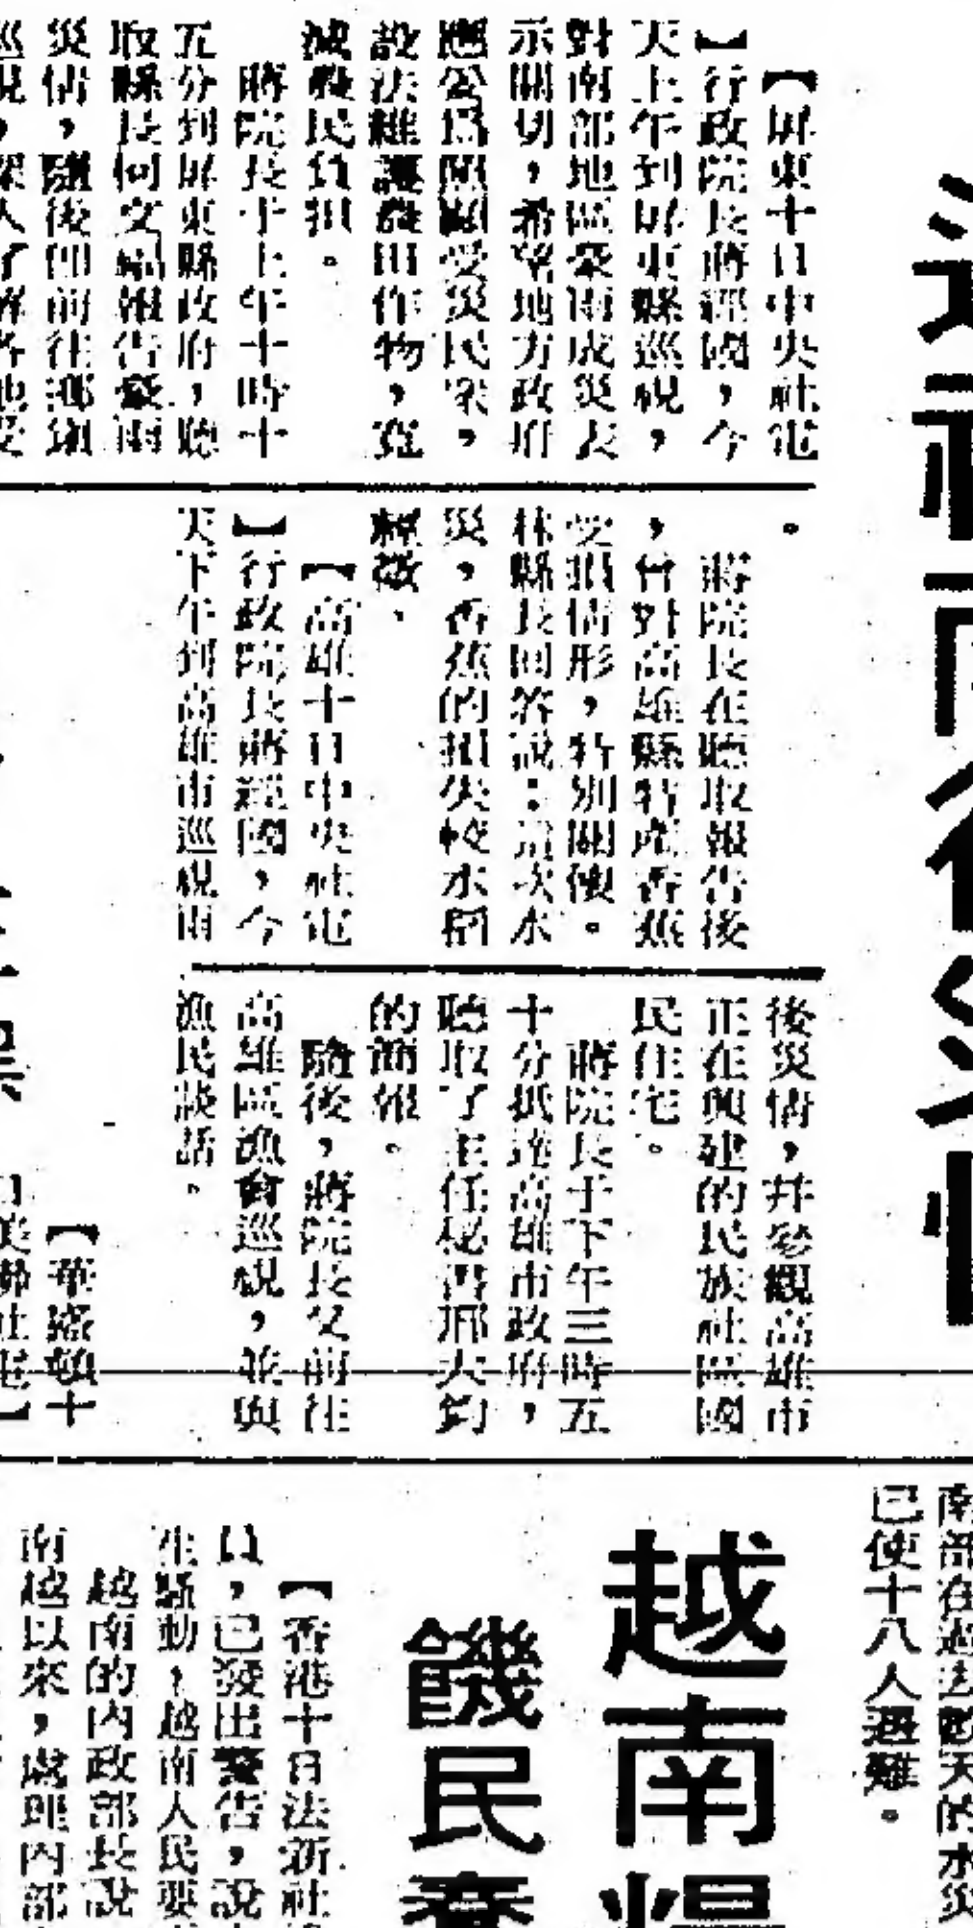 【屏東十日中央社電
】行政院長蔣經國，今
天上午到屏東縣巡視，
對南部地區豪雨成災表
示關切，希望地方政府
應公爲照顧受災民眾，
設法維護農田作物，寬
減農民負担。
蔣院長于上午十時十
五分到屏東縣政府，聽
取縣長何文福報告豪雨
災情，隨後卽前往鄉鎭
巡視，深入了解各地受
。
蔣院長在聽取報告後
，曾對高雄縣特產香蕉
受損情形，特別關懷。
林縣長回答說：這次水
災，香蕉的損失較水稻
輕微，
【高雄十日中央社電
】行政院長蔣經國，今
天下午到高雄市巡視雨
後災情，并參觀高雄市
正在興建的民族社區國
民住宅。
蔣院長于下午三時五
十分抵達高雄市政府，
聽取了主任秘書邢大鈞
的簡報。
隨後，蔣院長又前往
高雄區漁會巡視，並與
漁民談話。
【華盛頓十
日美聯社電】
南部在過去數天的水災
已使十八人遇難。
越南
饑民
【香港十日法新社
員，已發出警告，說
生騷動，越南人民要
越南的內政部長說
南越以來，處理內部